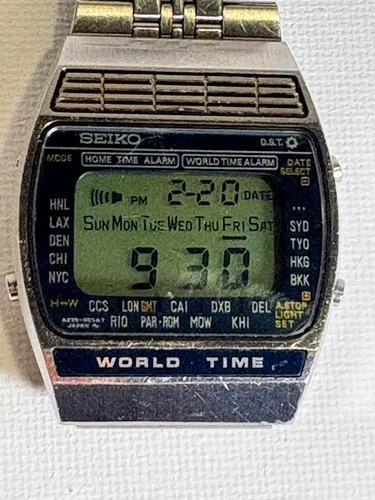 SEIKO D.S.T.
MODE HOME TIME ALARM WORLD TIME ALARM DATE
SELECT
PM 2-20 DATE
HNL ...
SUN MON TUE WED THU FRI SAT
LAX SYD
DEN TYO
CHI 9 30 HKG
NYC BKK
H↔W CCS LON GMT CAI DXB DEL A.STOP
RIO PAR·ROM MOW KHI LIGHT
SET
JAPAN
WORLD TIME